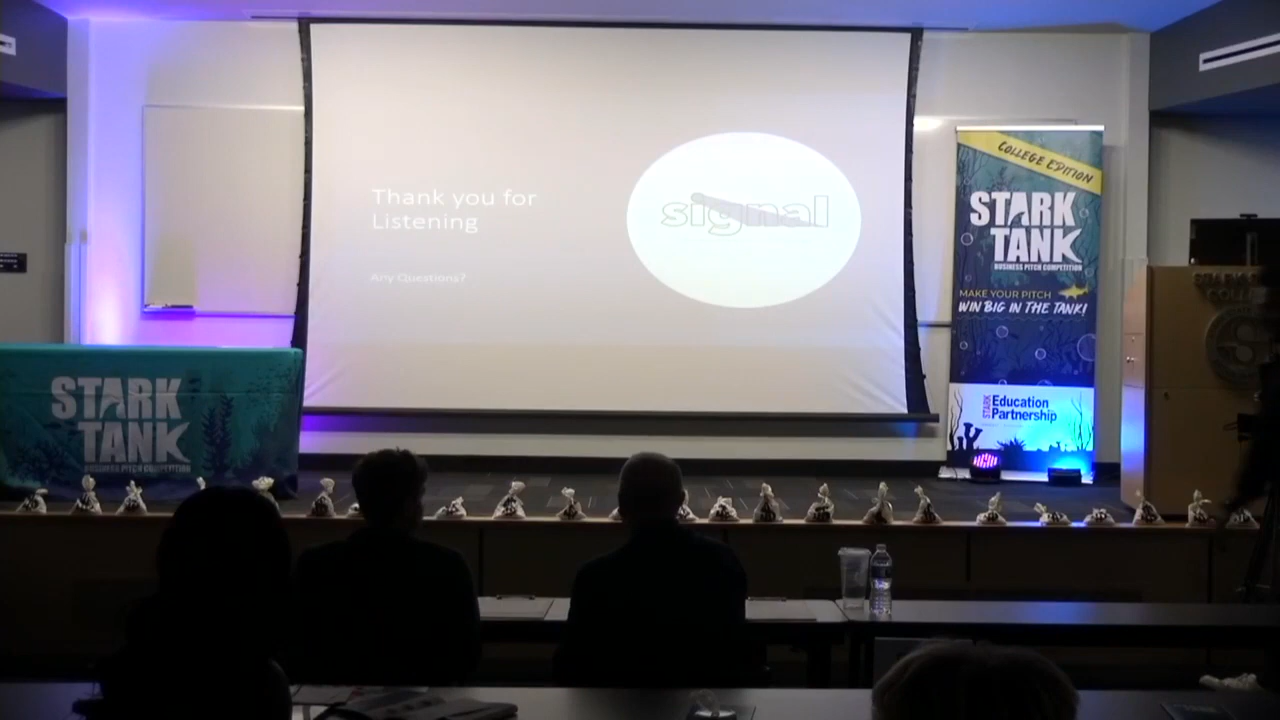 Thank you for
Listening
Any Questions?
signal
COLLEGE EDITION
STARK
TANK
BUSINESS PITCH COMPETITION
MAKE YOUR PITCH
WIN BIG IN THE TANK!
STARK
Education
Partnership
STARK
TANK
BUSINESS PITCH COMPETITION